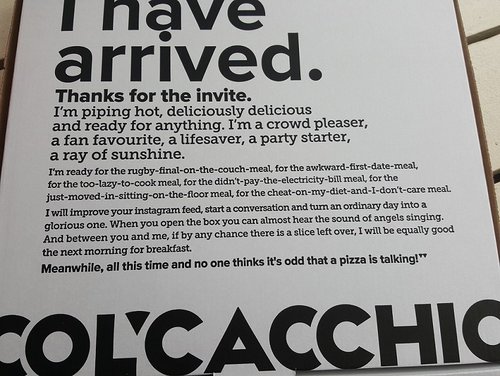 I have
arrived.
Thanks for the invite.
I'm piping hot, deliciously delicious
and ready for anything. I'm a crowd pleaser,
a fan favourite, a lifesaver, a party starter,
a ray of sunshine.
I'm ready for the rugby-final-on-the-couch-meal, for the awkward-first-date-meal,
for the too-lazy-to-cook meal, for the didn't-pay-the-electricity-bill meal, for the
just-moved-in-sitting-on-the-floor meal, for the cheat-on-my-diet-and-I-don't-care meal.
I will improve your instagram feed, start a conversation and turn an ordinary day into a
glorious one. When you open the box you can almost hear the sound of angels singing.
And between you and me, if by any chance there is a slice left over, I will be equally good
the next morning for breakfast.
Meanwhile, all this time and no one thinks it's odd that a pizza is talking!"
COL'CACCHIO